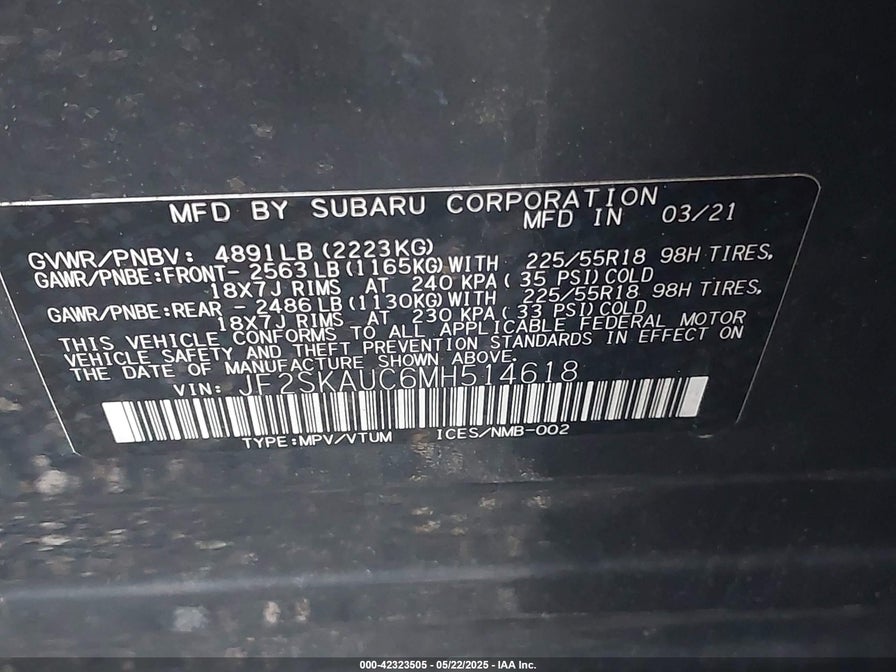 MFD BY SUBARU CORPORATION
MFD IN 03/21
GVWR/PNBV: 4891LB (2223KG)
GAWR/PNBE:FRONT- 2563LB(1165KG)WITH 225/55R18 98H TIRES,
18X7J RIMS AT 240 KPA( 35 PSI)COLD
GAWR/PNBE:REAR - 2486LB(1130KG)WITH 225/55R18 98H TIRES,
18X7J RIMS AT 230 KPA( 33 PSI)COLD
THIS VEHICLE CONFORMS TO ALL APPLICABLE FEDERAL MOTOR
VEHICLE SAFETY AND THEFT PREVENTION STANDARDS IN EFFECT ON
THE DATE OF MANUFACTURE SHOWN ABOVE.
VIN: JF2SKAUC6MH514618
TYPE:MPV/VTUM ICES/NMB-002
000-42323505 - 05/22/2025 - IAA Inc.